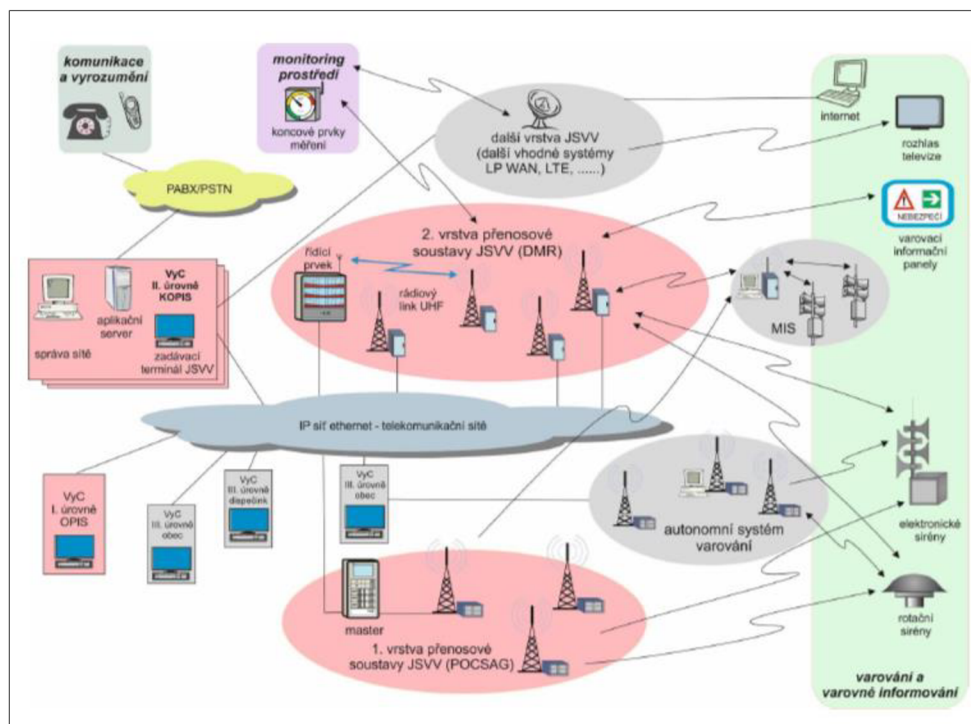 komunikace
a vyrozumění
monitoring
prostředí
koncové prvky
měření
další vrstva JSVV
(další vhodné systémy
LP WAN, LTE, ......)
internet
rozhlas
televize
PABX/PSTN
NEBEZPEČÍ
varovací
informační
panely
2. vrstva přenosové
soustavy JSVV (DMR)
řídící
prvek
rádiový
link UHF
MIS
VyC
II. úrovně
KOPIS
aplikační
server
správa sítě
zadávací
terminál JSVV
IP síť ethernet - telekomunikační sítě
VyC
I. úrovně
OPIS
VyC
III. úrovně
obec
VyC
III. úrovně
dispečink
VyC
III. úrovně
obec
autonomní systém
varování
elektronické
sirény
master
1. vrstva přenosové
soustavy JSVV (POCSAG)
rotační
sirény
varování a
varovné informování